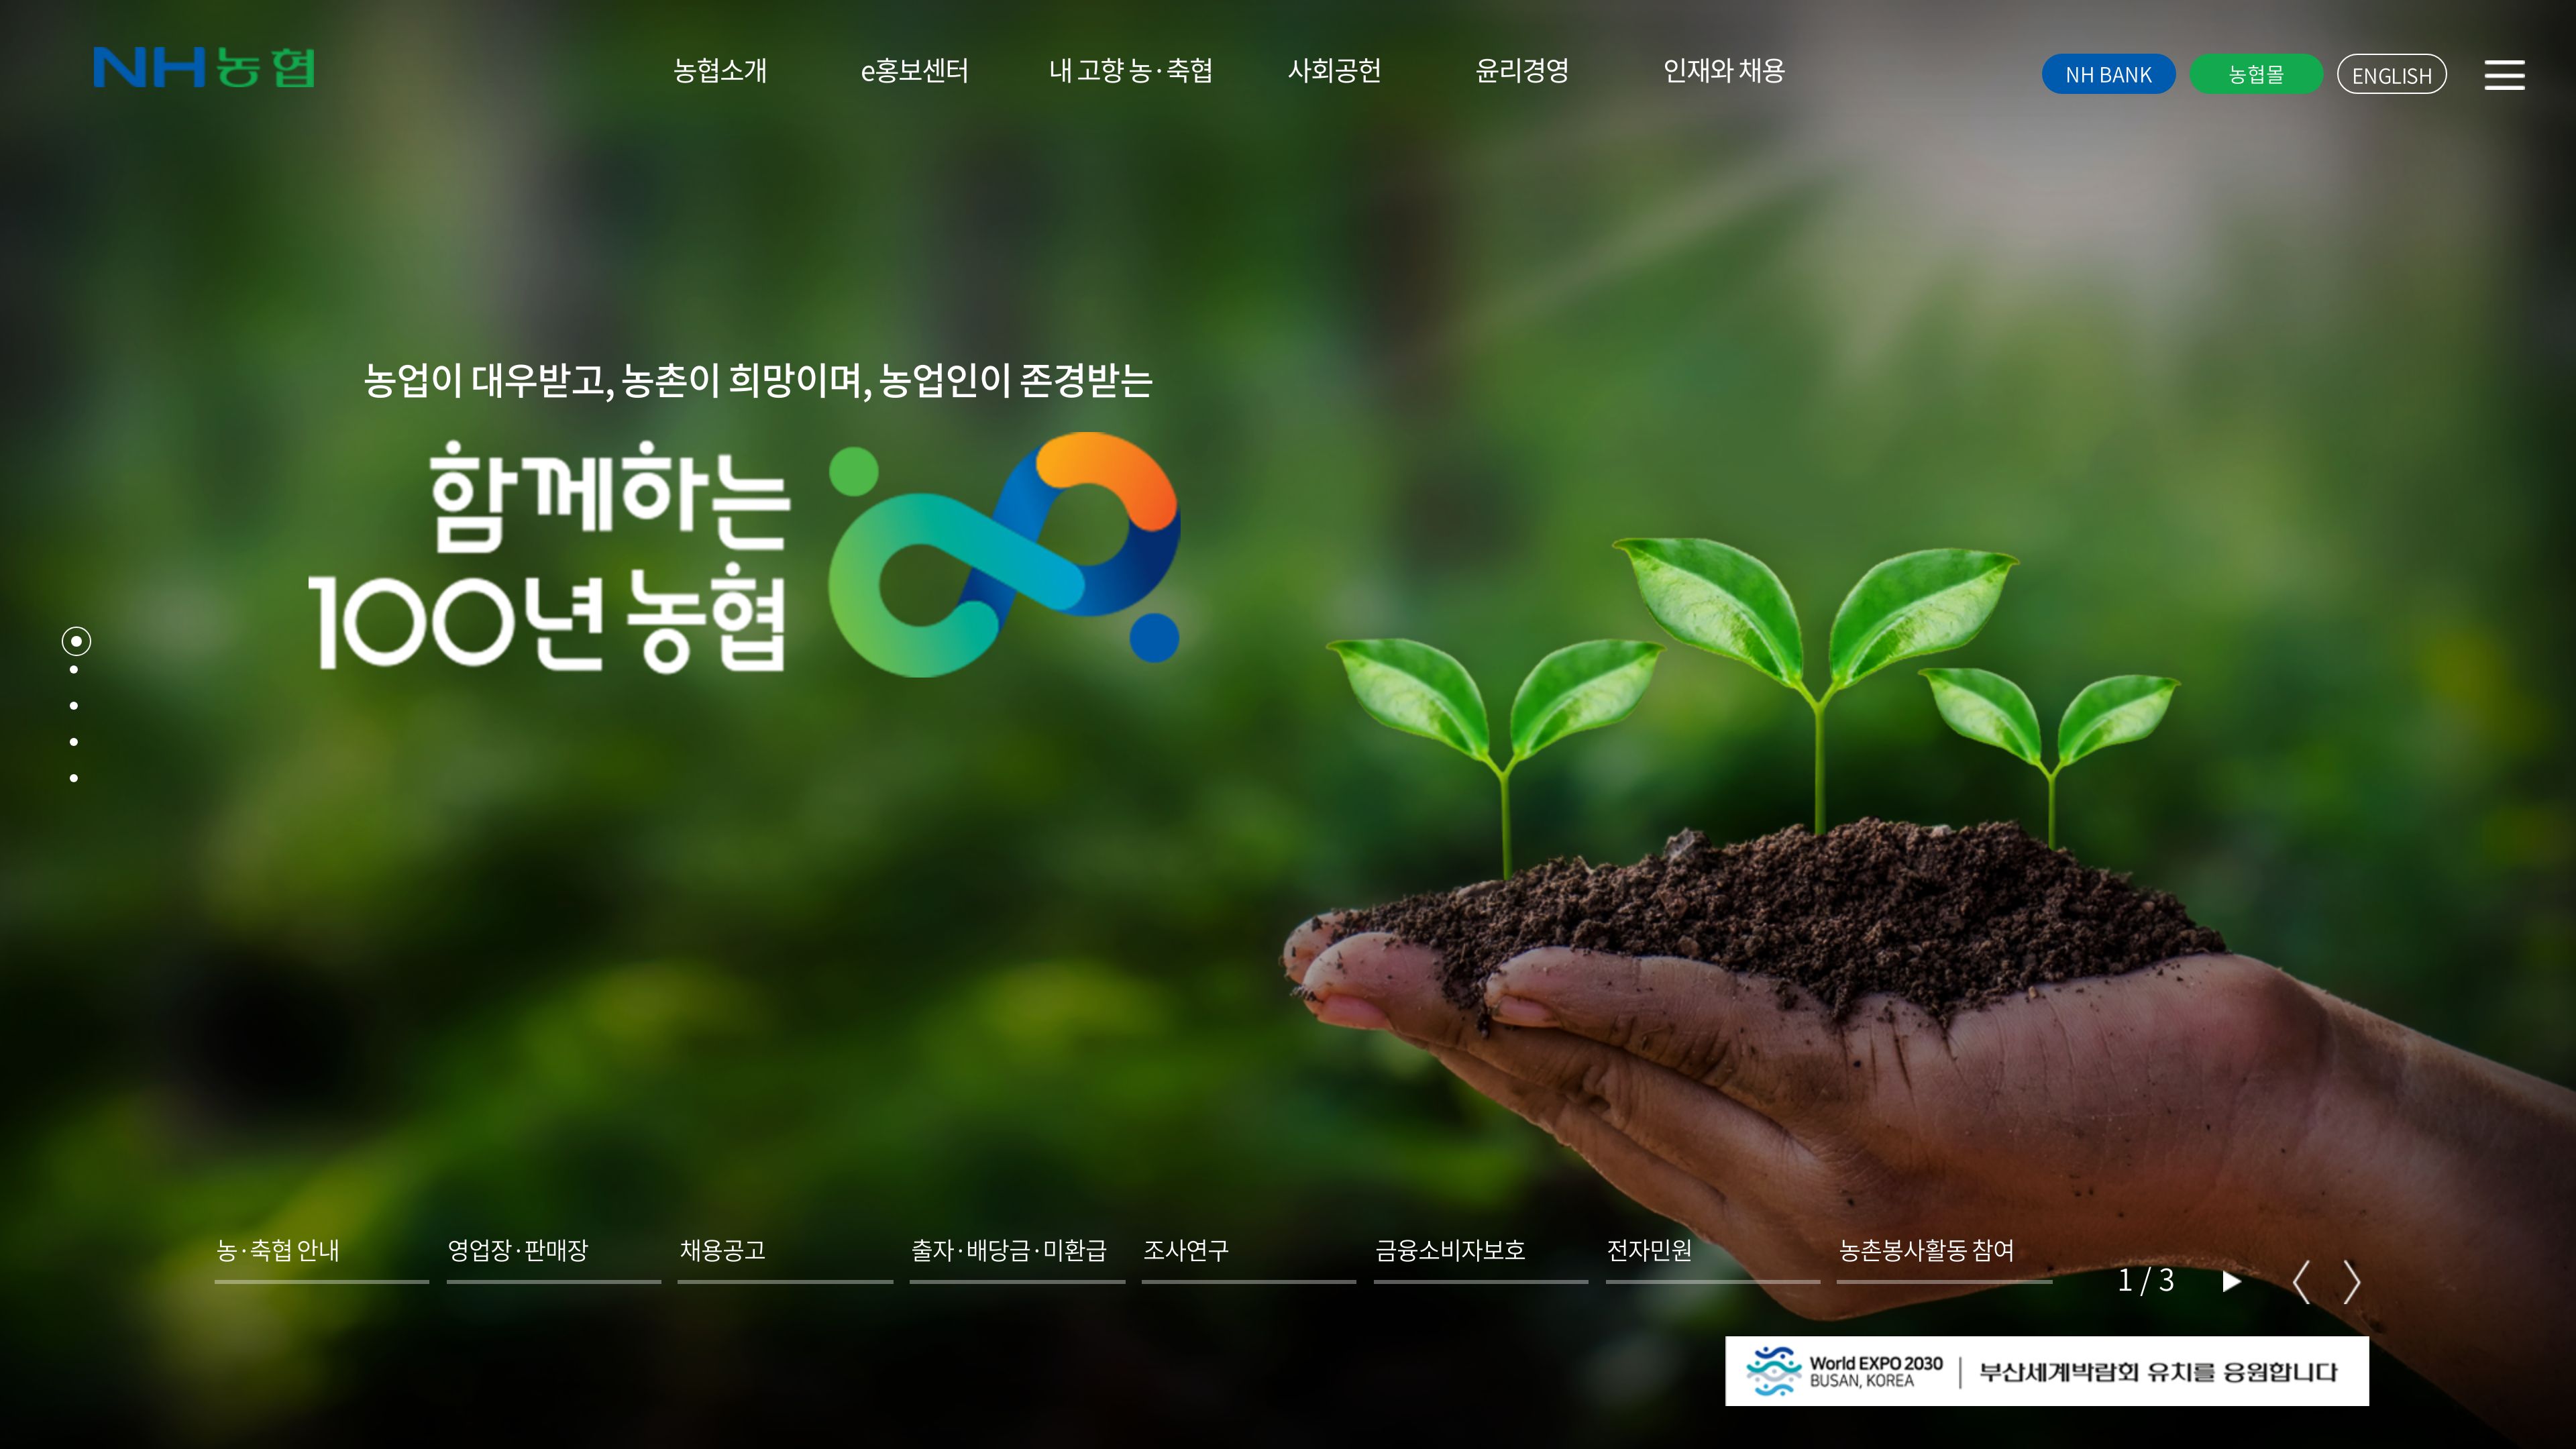 NH농협
농협소개
e홍보센터
내 고향 농·축협
사회공헌
윤리경영
인재와 채용
NH BANK
농협몰
ENGLISH
농업이 대우받고, 농촌이 희망이며, 농업인이 존경받는
함께하는
100년 농협
농·축협 안내
영업장·판매장
채용공고
출자·배당금·미환급
조사연구
금융소비자보호
전자민원
농촌봉사활동 참여
1 / 3
World EXPO 2030
BUSAN, KOREA
부산세계박람회 유치를 응원합니다